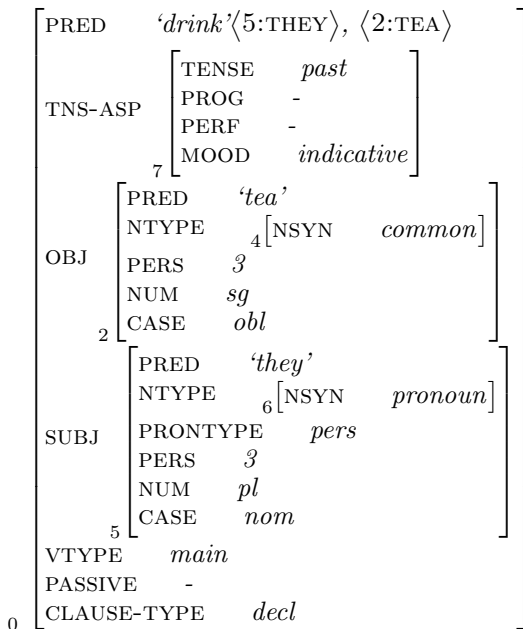 PRED ‘drink’⟨5:THEY⟩, ⟨2:TEA⟩
TENSE past
PROG -
TNS-ASP
PERF -
MOOD indicative
7
PRED ‘tea’
NTYPE 4[NSYN common]
OBJ
PERS 3
NUM sg
CASE obl
2
PRED ‘they’
NTYPE 6[NSYN pronoun]
SUBJ
PRONTYPE pers
PERS 3
NUM pl
CASE nom
5
VTYPE main
PASSIVE -
CLAUSE-TYPE decl
0